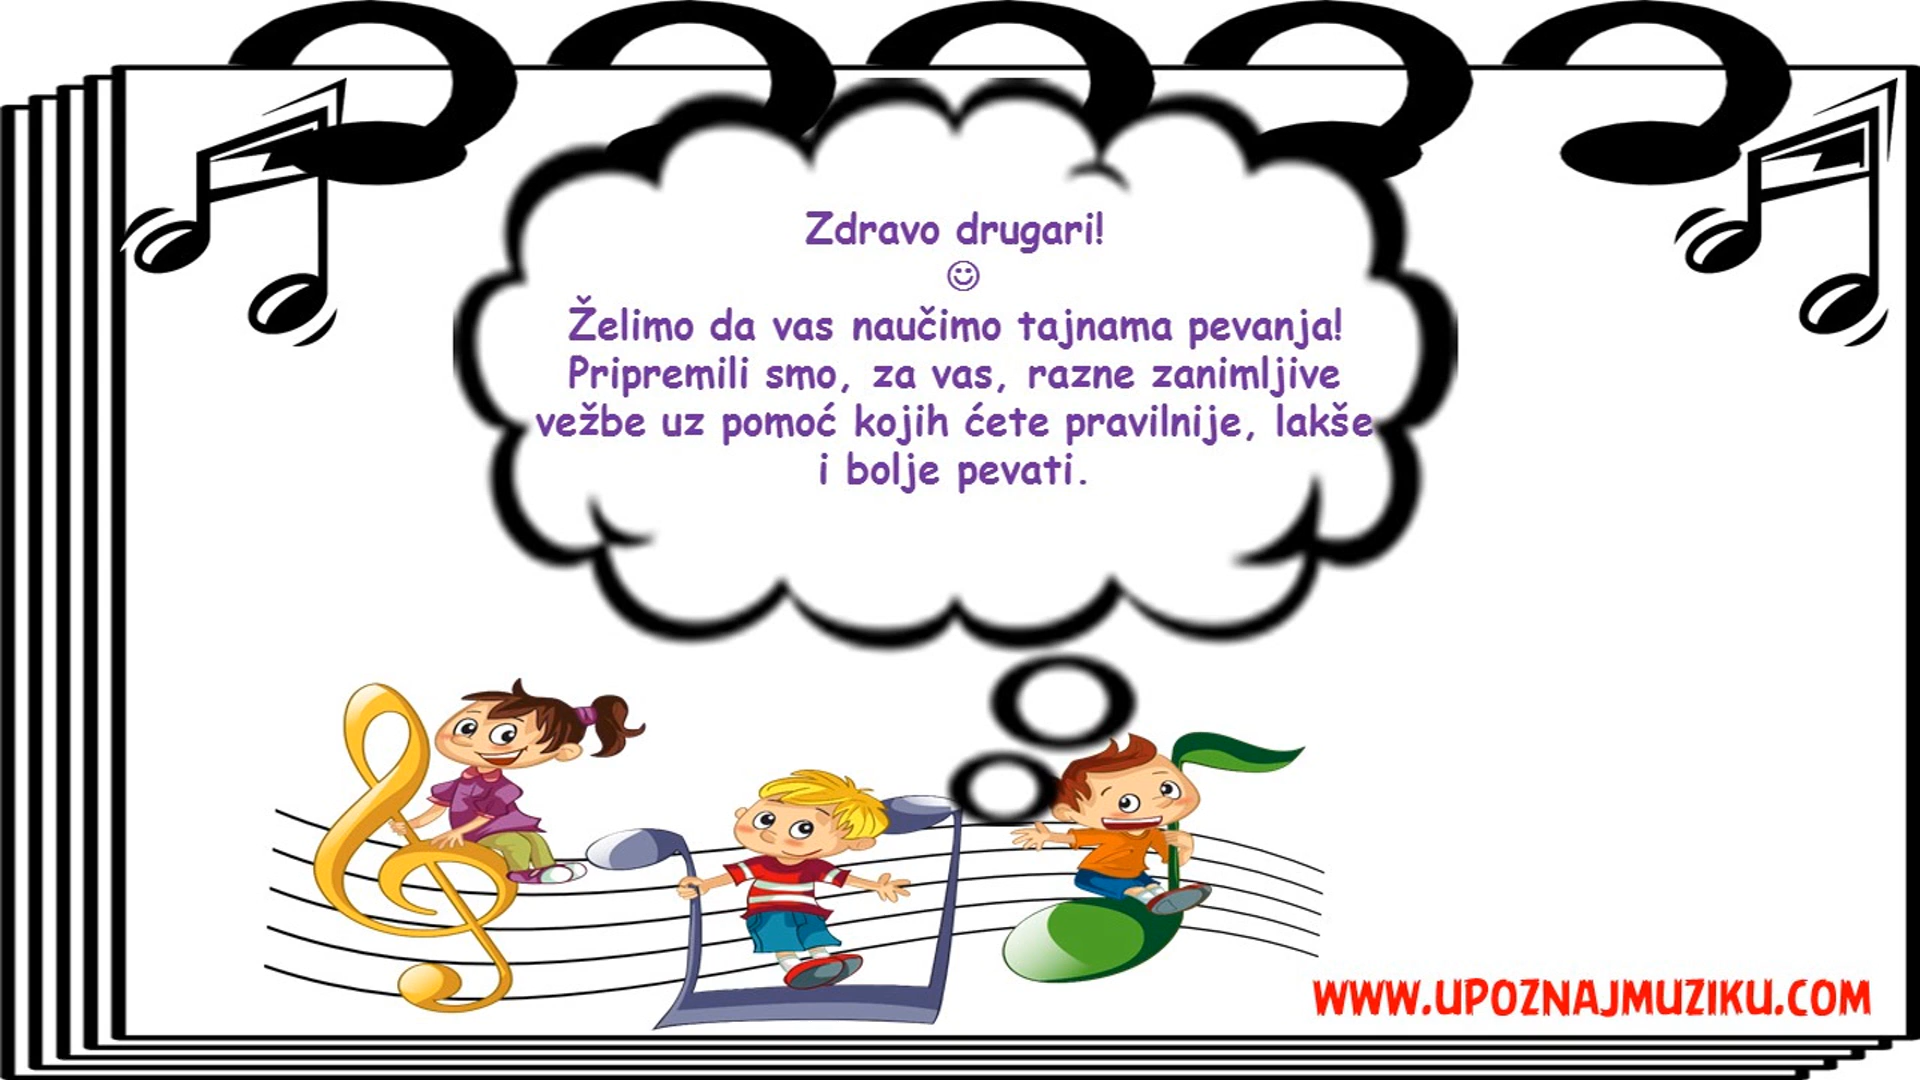 Zdravo drugari!
☺
Želimo da vas naučimo tajnama pevanja!
Pripremili smo, za vas, razne zanimljive
vežbe uz pomoć kojih ćete pravilnije, lakše
i bolje pevati.
WWW.UPOZNAJMUZIKU.COM